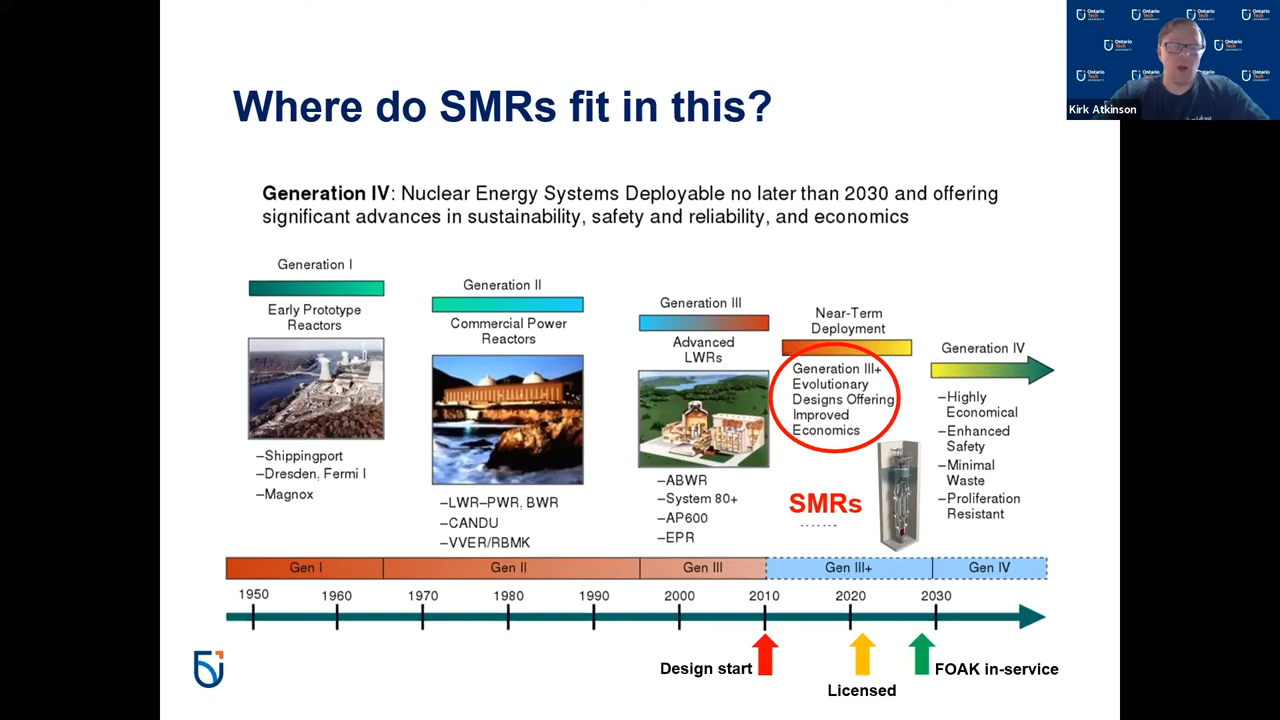 Where do SMRs fit in this?
Ontario
Tech
UNIVERSITY
Kirk Atkinson
Generation IV: Nuclear Energy Systems Deployable no later than 2030 and offering
significant advances in sustainability, safety and reliability, and economics
Generation I
Early Prototype
Reactors
–Shippingport
–Dresden, Fermi I
–Magnox
Generation II
Commercial Power
Reactors
–LWR–PWR, BWR
–CANDU
–VVER/RBMK
Generation III
Advanced
LWRs
–ABWR
–System 80+
–AP600
–EPR
Near-Term
Deployment
Generation III+
Evolutionary
Designs Offering
Improved
Economics
SMRs
Generation IV
–Highly
Economical
–Enhanced
Safety
–Minimal
Waste
–Proliferation
Resistant
Gen I Gen II Gen III Gen III+ Gen IV
1950 1960 1970 1980 1990 2000 2010 2020 2030
Design start
Licensed
FOAK in-service